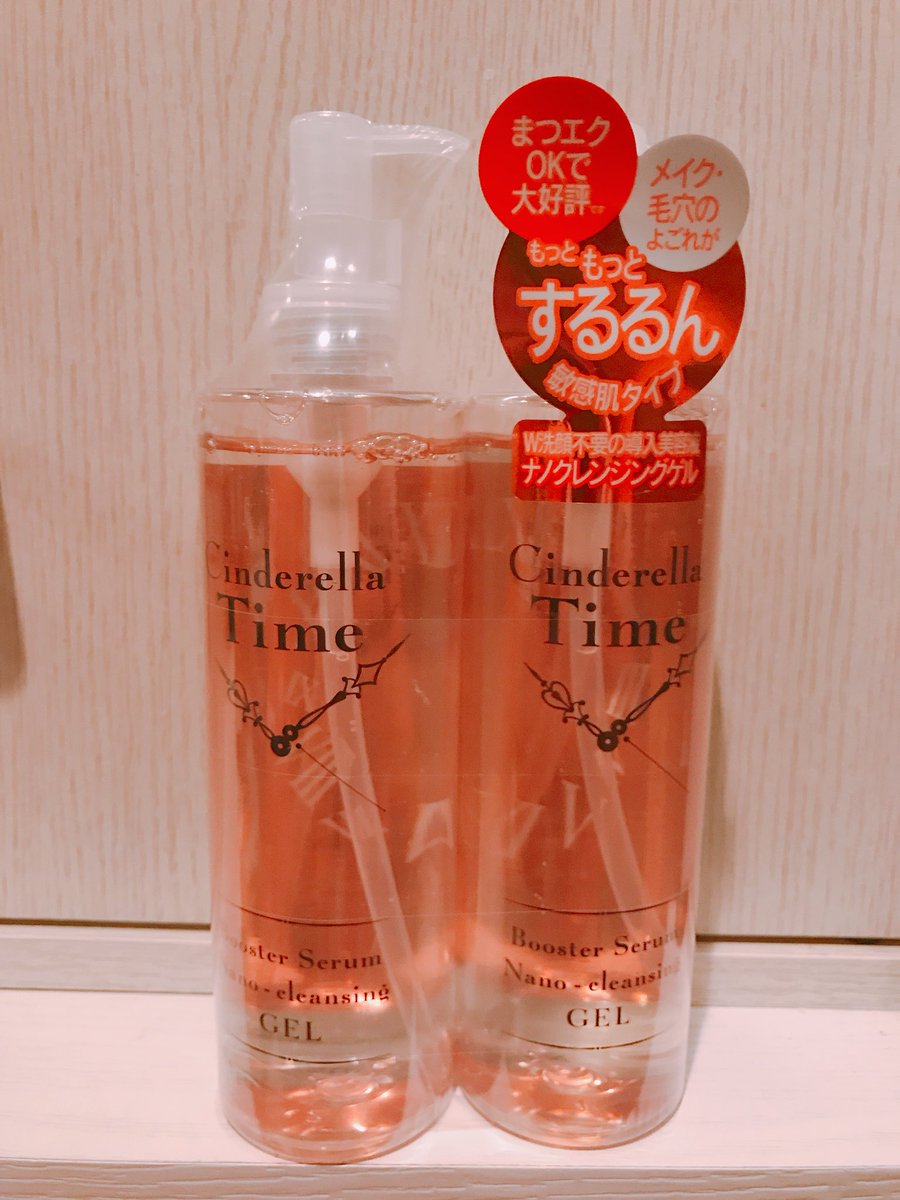 まつエク
OKで
大好評
メイク・
毛穴の
よごれが
もっと もっと
するるん
敏感肌タイプ
W洗顔不要の導入美容液
ナノクレンジングゲル
Cinderella
Time
Booster Serum
Nano-cleansing
GEL
Cinderella
Time
Booster Serum
Nano-cleansing
GEL